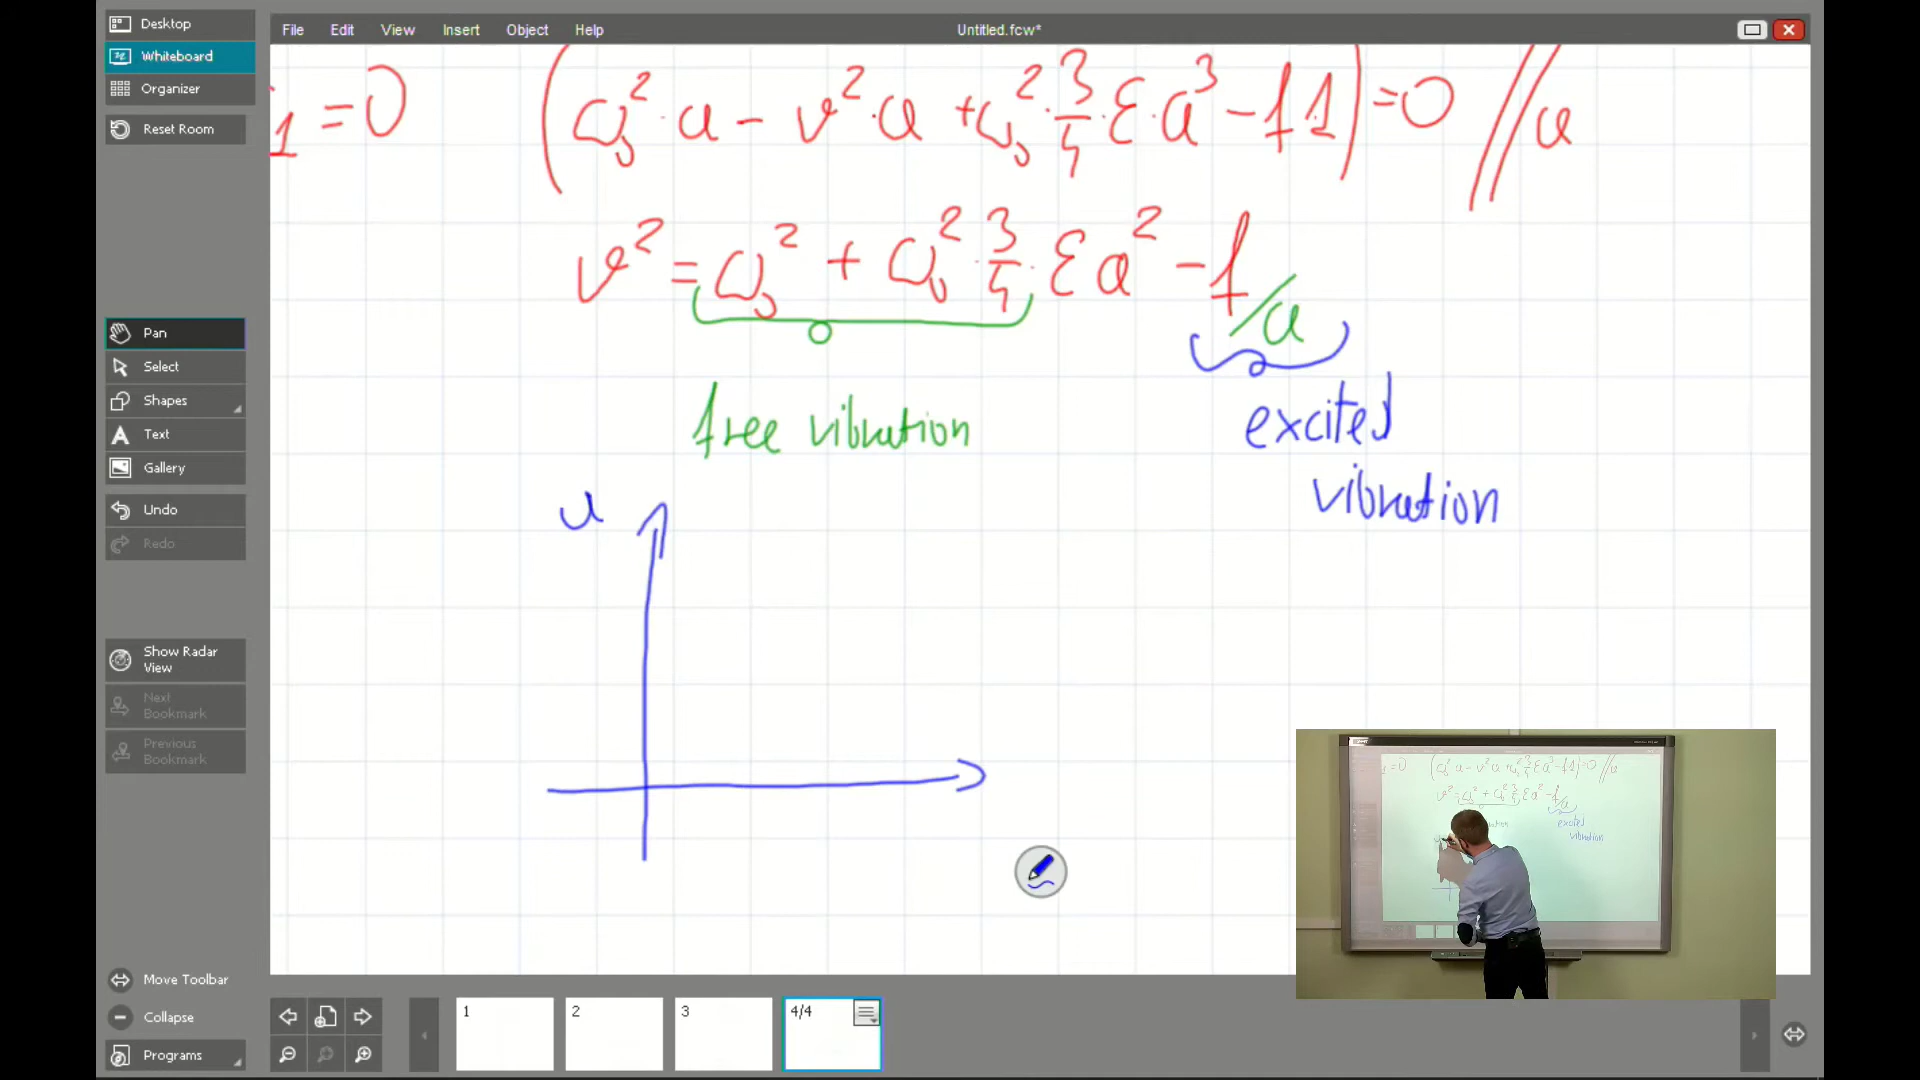 Desktop
Whiteboard
Organizer
Reset Room
Pan
Select
Shapes
Text
Gallery
Undo
Redo
Show Radar
View
Next
Bookmark
Previous
Bookmark
Move Toolbar
Collapse
Programs
File Edit View Insert Object Help Untitled.fcw*
1 = 0 (ω₀² · a − ν² · a + ω₀² · 3/4 · ε · a³ − f · 1) = 0 // a
ν² = ω₀² + ω₀² · 3/4 · ε a² − f/a
free vibration
excited
vibration
a
1 2 3 4/4